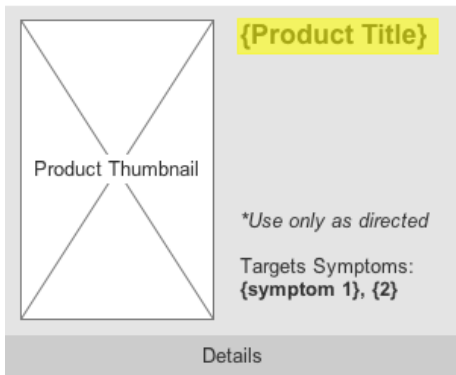 {Product Title}
Product Thumbnail
*Use only as directed
Targets Symptoms:
{symptom 1}, {2}
Details